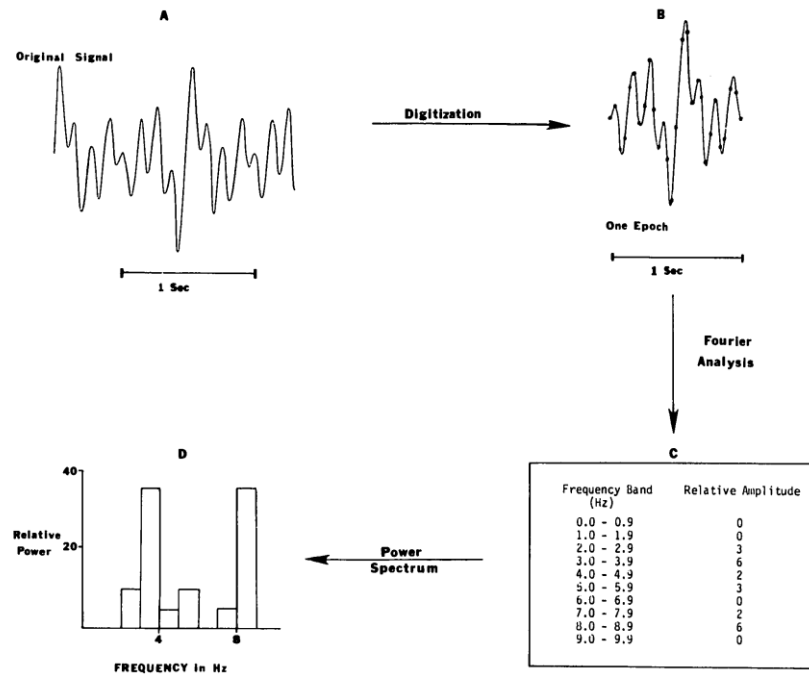 A
Original Signal
1 Sec
Digitization
B
One Epoch
1 Sec
Fourier
Analysis
C
Frequency Band Relative Amplitude
(Hz)
0.0 - 0.9 0
1.0 - 1.9 0
2.0 - 2.9 3
3.0 - 3.9 6
4.0 - 4.9 2
5.0 - 5.9 3
6.0 - 6.9 0
7.0 - 7.9 2
8.0 - 8.9 6
9.0 - 9.9 0
Power
Spectrum
D
40
20
Relative
Power
4 8
FREQUENCY in Hz